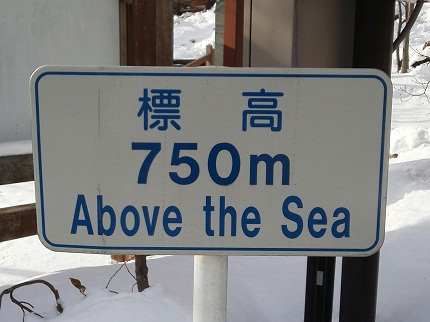 標 高
750m
Above the Sea